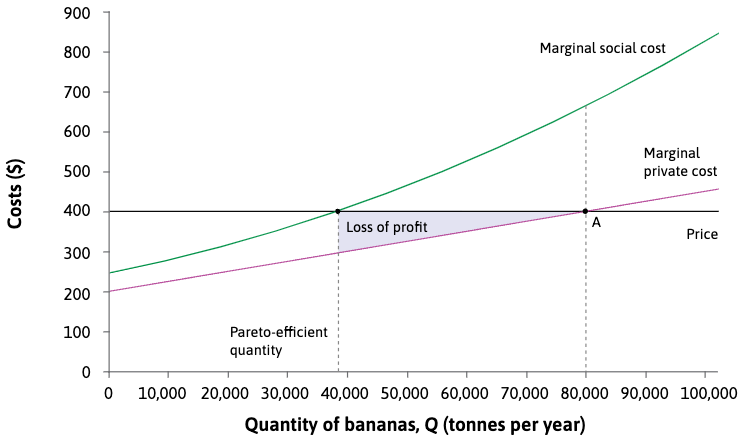 900
800
700
600
500
400
300
200
100
0
Costs ($)
Marginal social cost
Marginal
private cost
Loss of profit
A
Price
Pareto-efficient
quantity
0 10,000 20,000 30,000 40,000 50,000 60,000 70,000 80,000 90,000 100,000
Quantity of bananas, Q (tonnes per year)